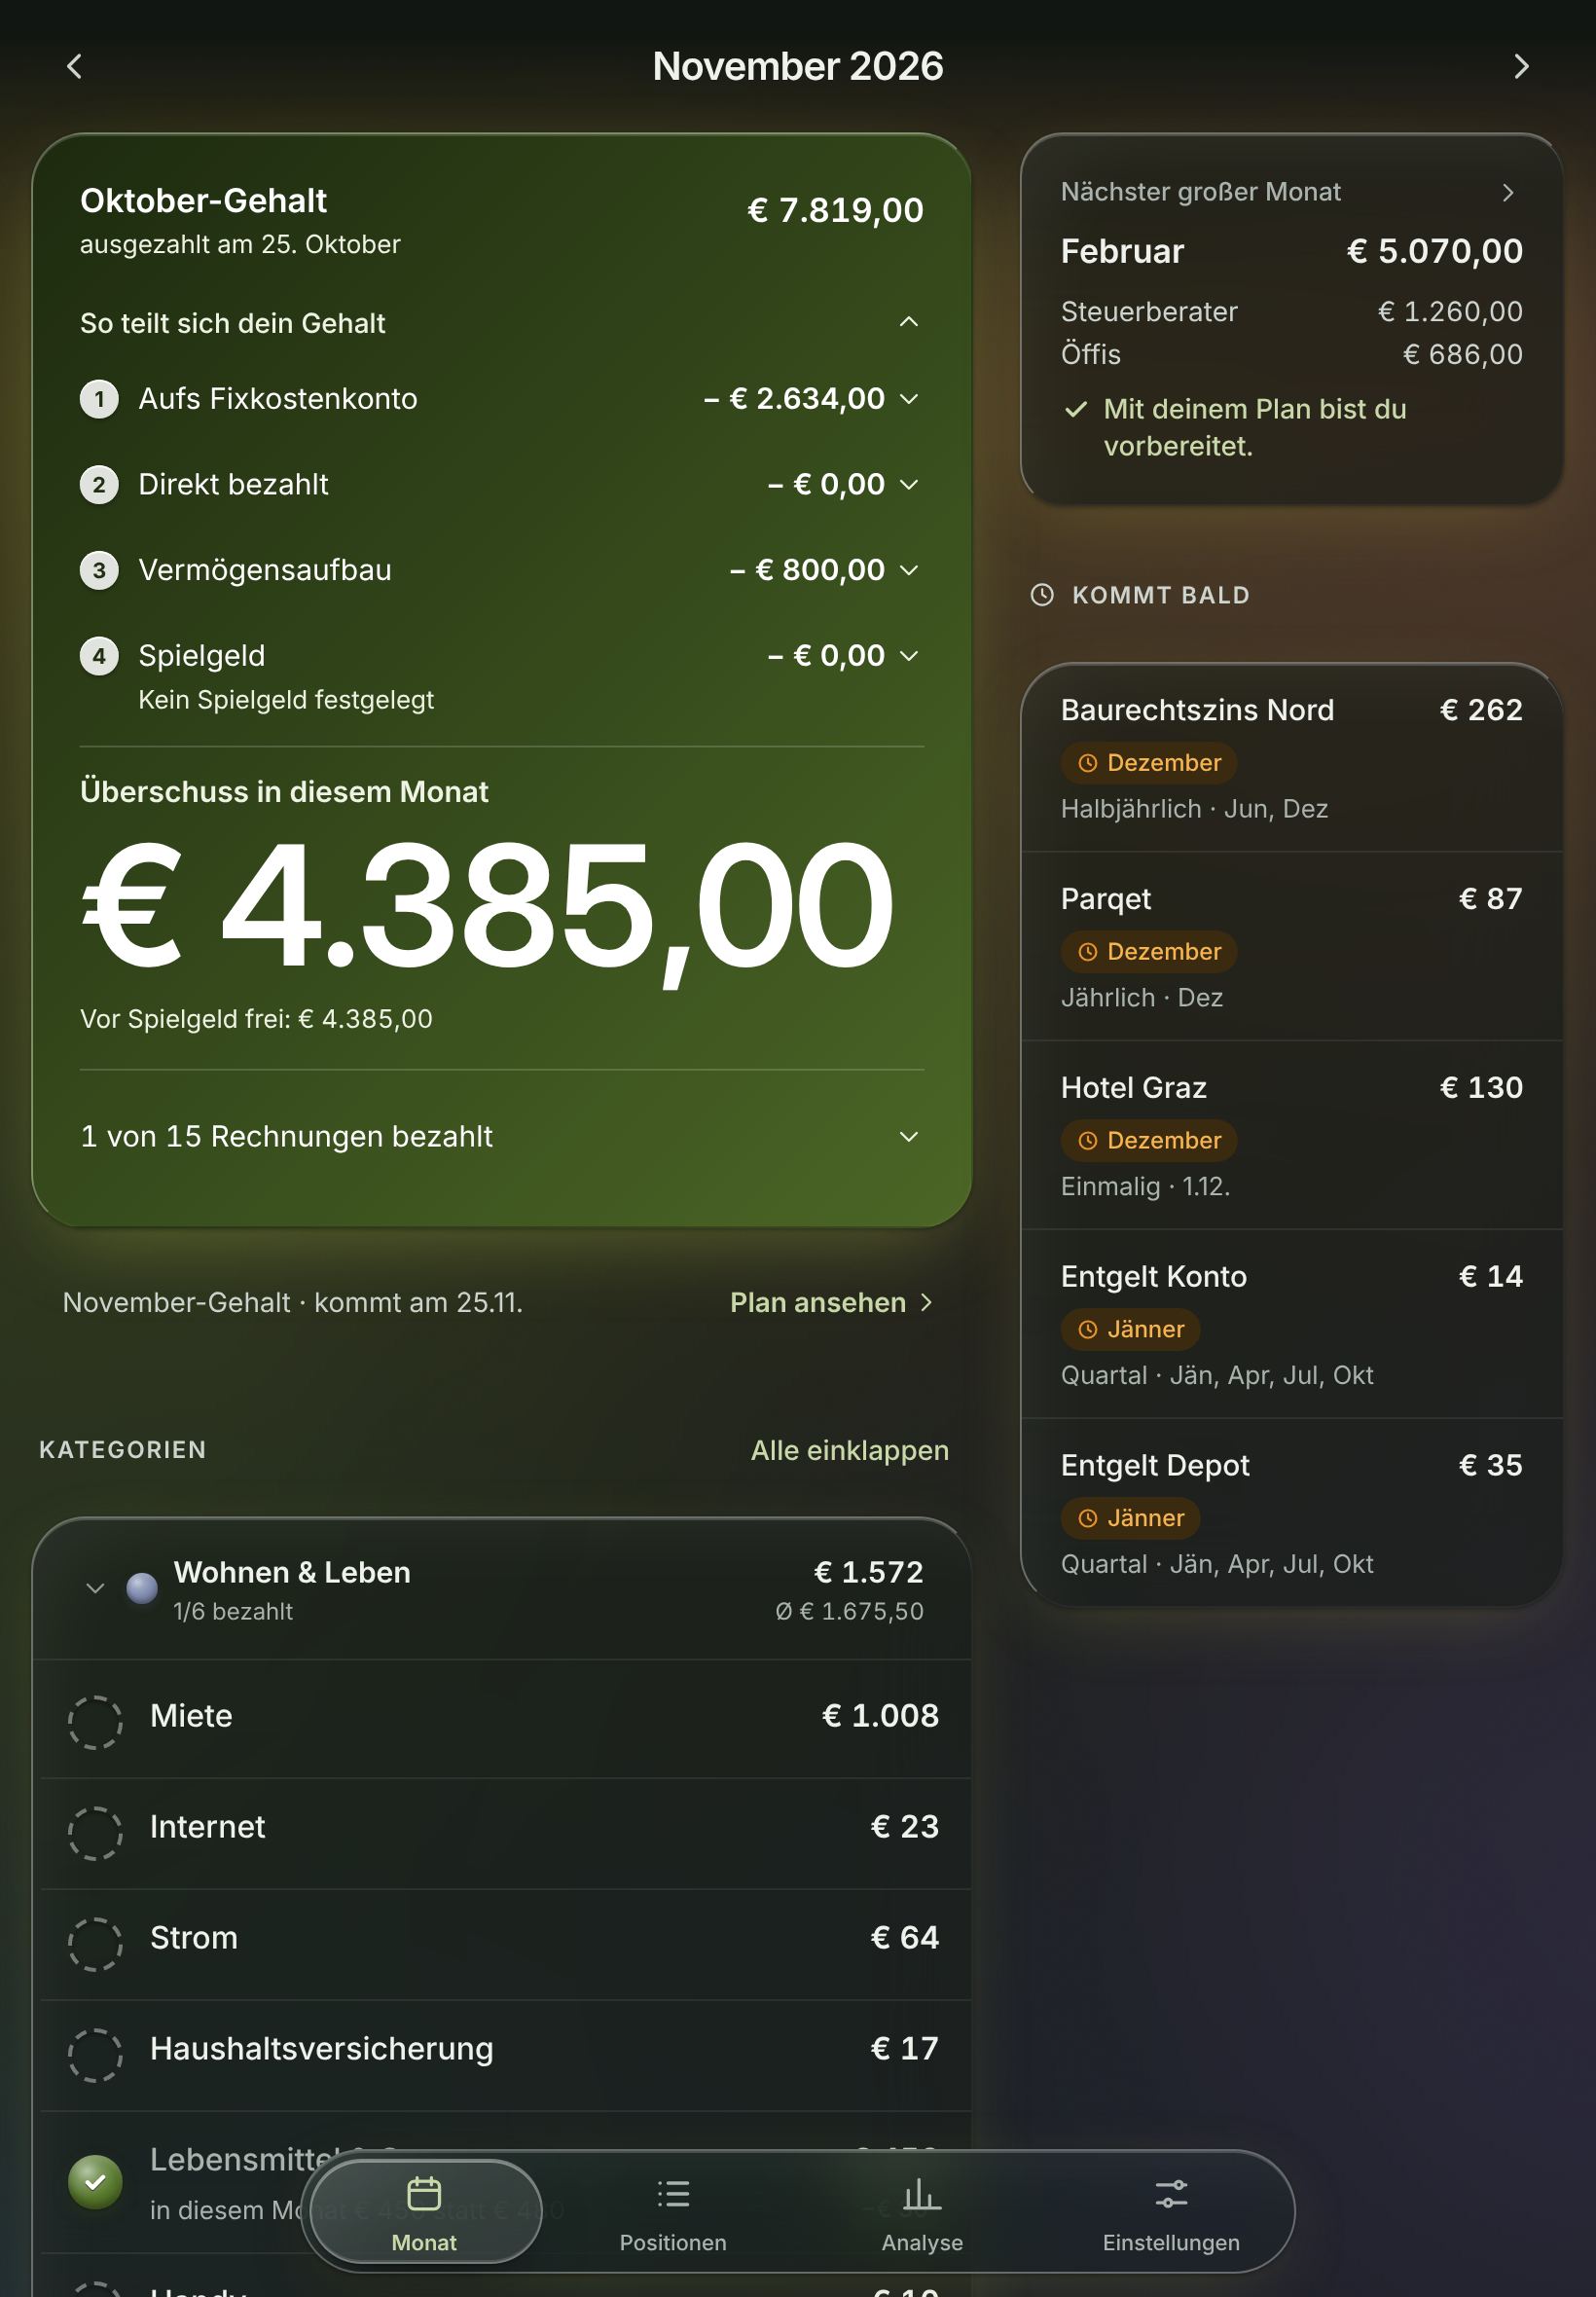 November 2026
Oktober-Gehalt
€ 7.819,00
ausgezahlt am 25. Oktober
So teilt sich dein Gehalt
1 Aufs Fixkostenkonto – € 2.634,00
2 Direkt bezahlt – € 0,00
3 Vermögensaufbau – € 800,00
4 Spielgeld – € 0,00
Kein Spielgeld festgelegt
Überschuss in diesem Monat
€ 4.385,00
Vor Spielgeld frei: € 4.385,00
1 von 15 Rechnungen bezahlt
November-Gehalt · kommt am 25.11. Plan ansehen
KATEGORIEN Alle einklappen
Wohnen & Leben € 1.572
1/6 bezahlt Ø € 1.675,50
Miete € 1.008
Internet € 23
Strom € 64
Haushaltsversicherung € 17
Lebensmittel
in diesem
Nächster großer Monat
Februar € 5.070,00
Steuerberater € 1.260,00
Öffis € 686,00
Mit deinem Plan bist du
vorbereitet.
KOMMT BALD
Baurechtszins Nord € 262
Dezember
Halbjährlich · Jun, Dez
Parqet € 87
Dezember
Jährlich · Dez
Hotel Graz € 130
Dezember
Einmalig · 1.12.
Entgelt Konto € 14
Jänner
Quartal · Jän, Apr, Jul, Okt
Entgelt Depot € 35
Jänner
Quartal · Jän, Apr, Jul, Okt
Monat
Positionen
Analyse
Einstellungen